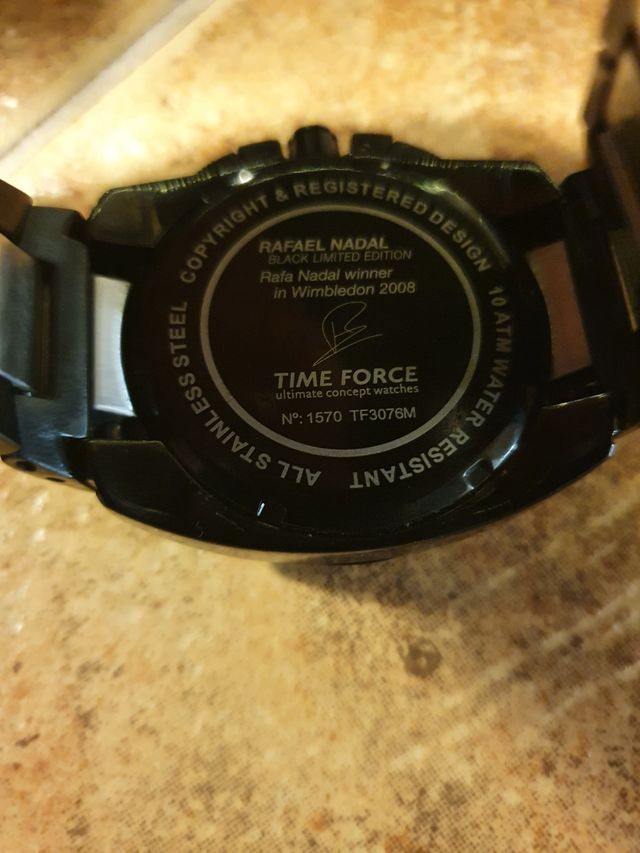 COPYRIGHT & REGISTERED DESIGN
10 ATM WATER RESISTANT
ALL STAINLESS STEEL
RAFAEL NADAL
BLACK LIMITED EDITION
Rafa Nadal winner
in Wimbledon 2008
TIME FORCE
ultimate concept watches
Nº: 1570 TF3076M